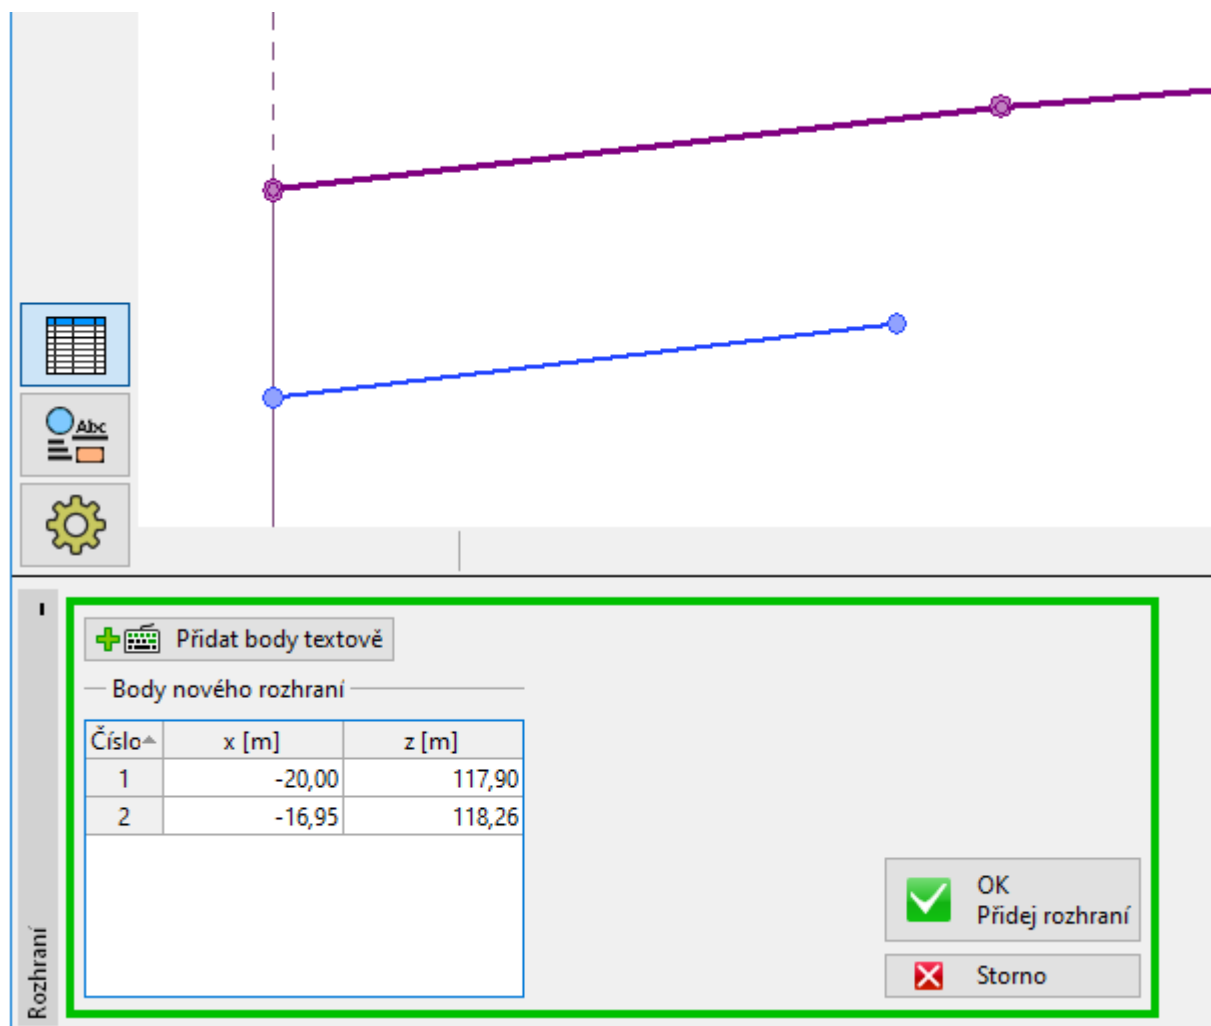 Abc
Přidat body textově
Body nového rozhraní
Číslo x [m] z [m]
1 -20,00 117,90
2 -16,95 118,26
OK
Přidej rozhraní
Storno
Rozhraní